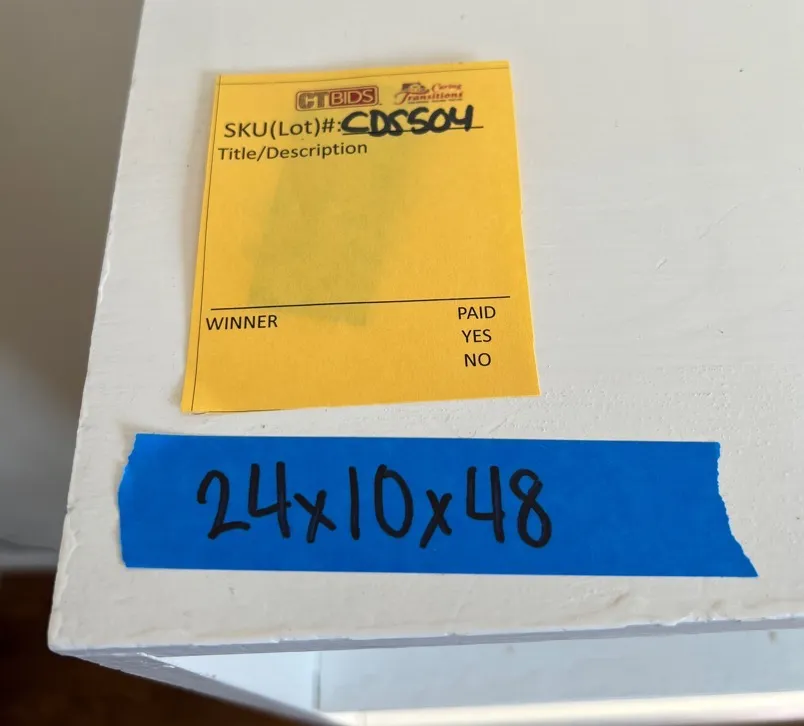 CTBIDS Caring Transitions
SKU(Lot)#: CDS504
Title/Description
WINNER
PAID
YES
NO
24x10x48